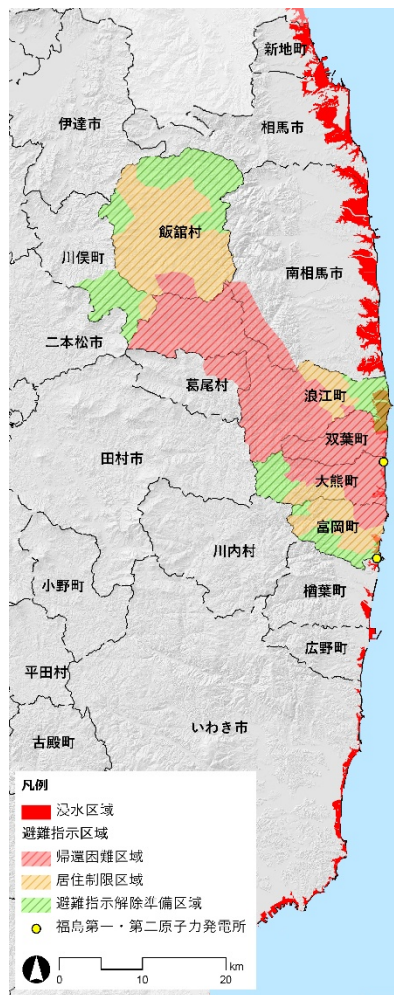 新地町
伊達市
相馬市
飯舘村
川俣町
南相馬市
二本松市
葛尾村
浪江町
双葉町
田村市
大熊町
富岡町
川内村
小野町
楢葉町
広野町
平田村
いわき市
古殿町
凡例
浸水区域
避難指示区域
帰還困難区域
居住制限区域
避難指示解除準備区域
福島第一・第二原子力発電所
0 10 20 km